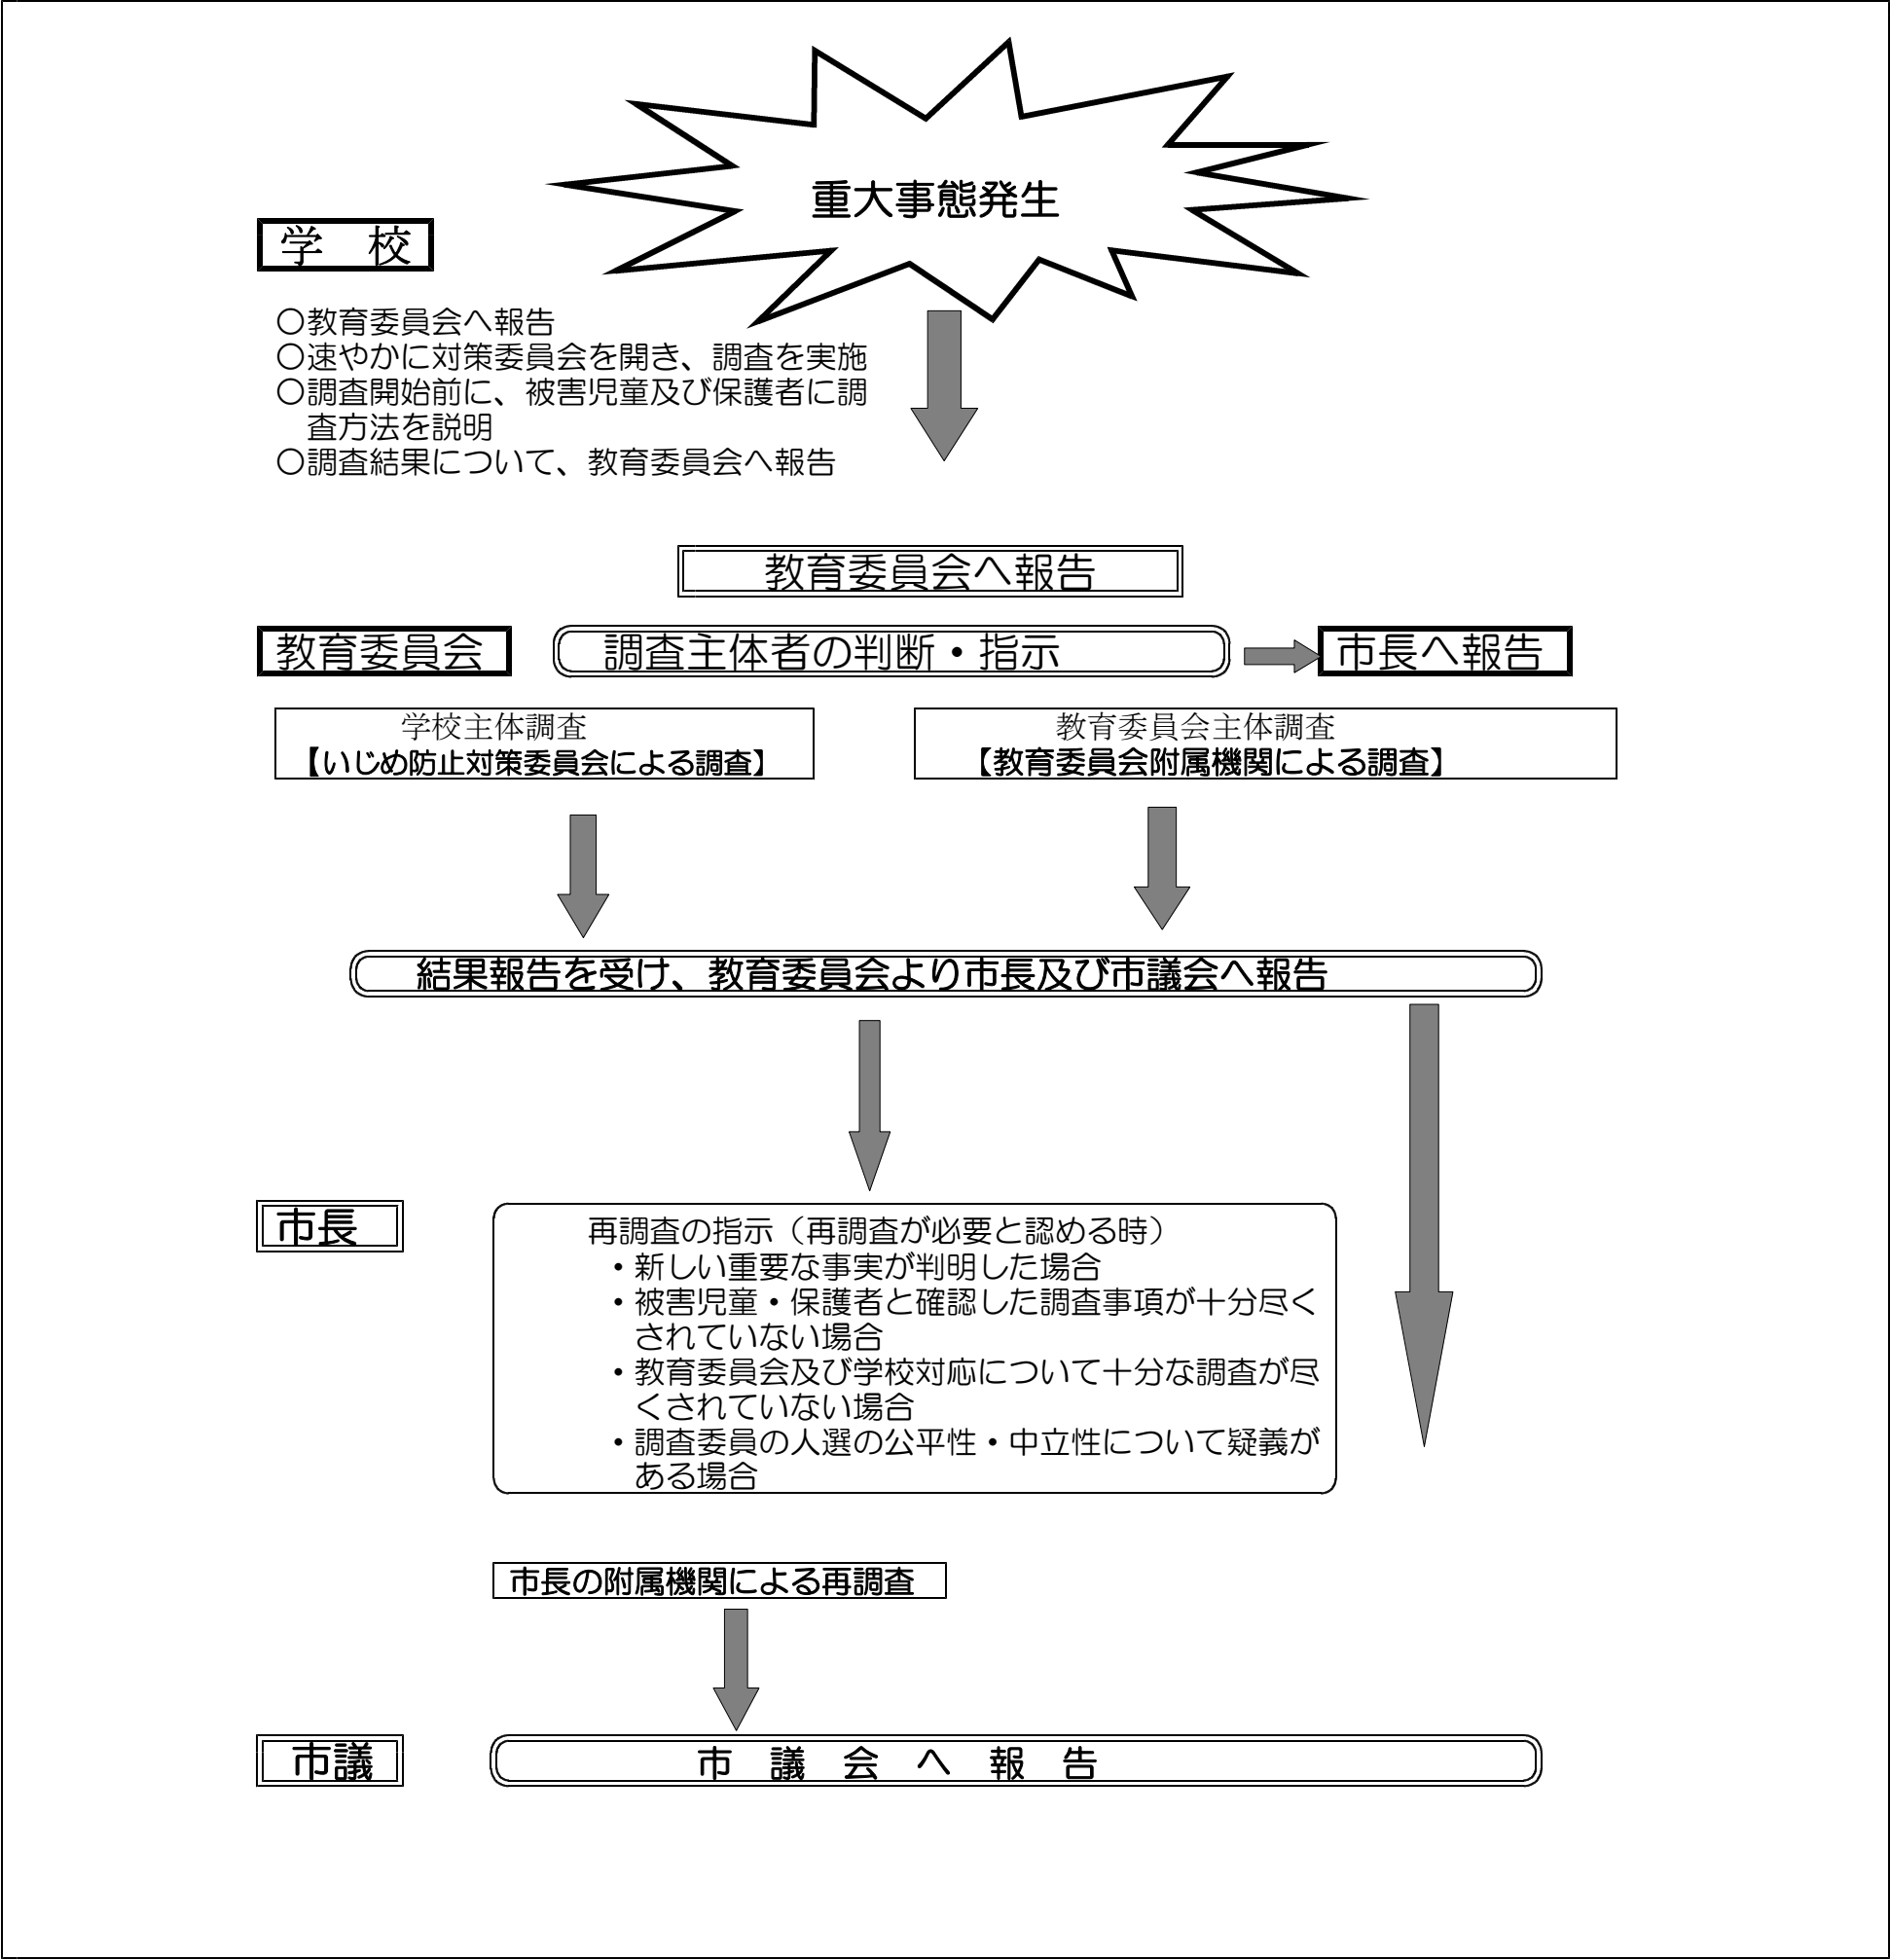 重大事態発生
学　校
○教育委員会へ報告
○速やかに対策委員会を開き、調査を実施
○調査開始前に、被害児童及び保護者に調
査方法を説明
○調査結果について、教育委員会へ報告
教育委員会へ報告
教育委員会
調査主体者の判断・指示
市長へ報告
学校主体調査
【いじめ防止対策委員会による調査】
教育委員会主体調査
【教育委員会附属機関による調査】
結果報告を受け、教育委員会より市長及び市議会へ報告
市長
再調査の指示（再調査が必要と認める時）
・新しい重要な事実が判明した場合
・被害児童・保護者と確認した調査事項が十分尽く
されていない場合
・教育委員会及び学校対応について十分な調査が尽
くされていない場合
・調査委員の人選の公平性・中立性について疑義が
ある場合
市長の附属機関による再調査
市議
市　議　会　へ　報　告